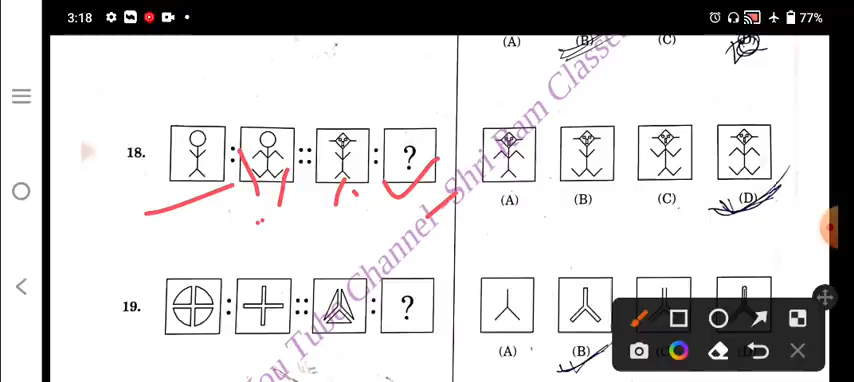 3:18
77%
(A) (B) (C) (D)
18.
: :: : ?
(A) (B) (C) (D)
19.
: :: : ?
(A) (B)
You Tube Channel - Shri Ram Classes